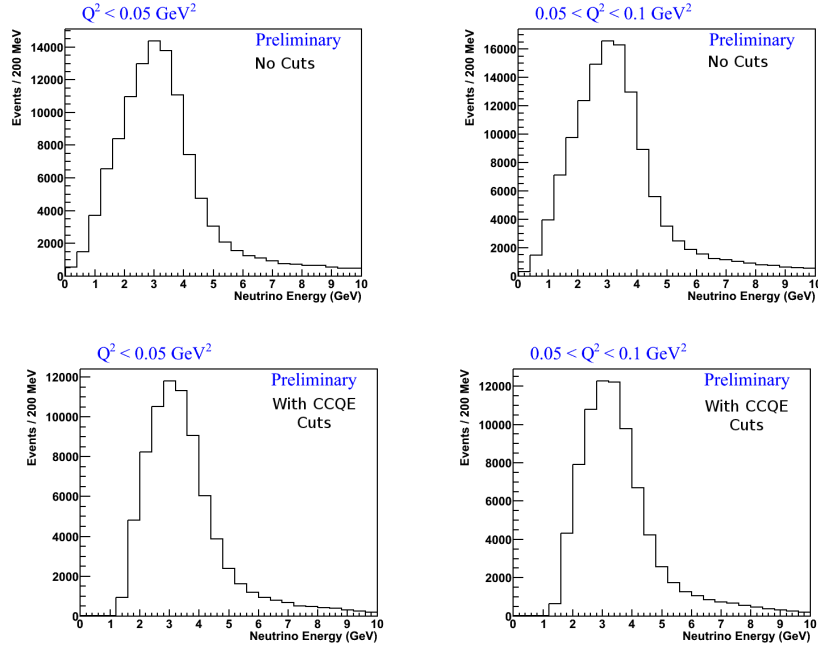 Q² < 0.05 GeV²
Preliminary
No Cuts
Events / 200 MeV
14000
12000
10000
8000
6000
4000
2000
0
0 1 2 3 4 5 6 7 8 9 10
Neutrino Energy (GeV)
0.05 < Q² < 0.1 GeV²
Preliminary
No Cuts
Events / 200 MeV
16000
14000
12000
10000
8000
6000
4000
2000
0
0 1 2 3 4 5 6 7 8 9 10
Neutrino Energy (GeV)
Q² < 0.05 GeV²
Preliminary
With CCQE
Cuts
Events / 200 MeV
12000
10000
8000
6000
4000
2000
0
0 1 2 3 4 5 6 7 8 9 10
Neutrino Energy (GeV)
0.05 < Q² < 0.1 GeV²
Preliminary
With CCQE
Cuts
Events / 200 MeV
12000
10000
8000
6000
4000
2000
0
0 1 2 3 4 5 6 7 8 9 10
Neutrino Energy (GeV)